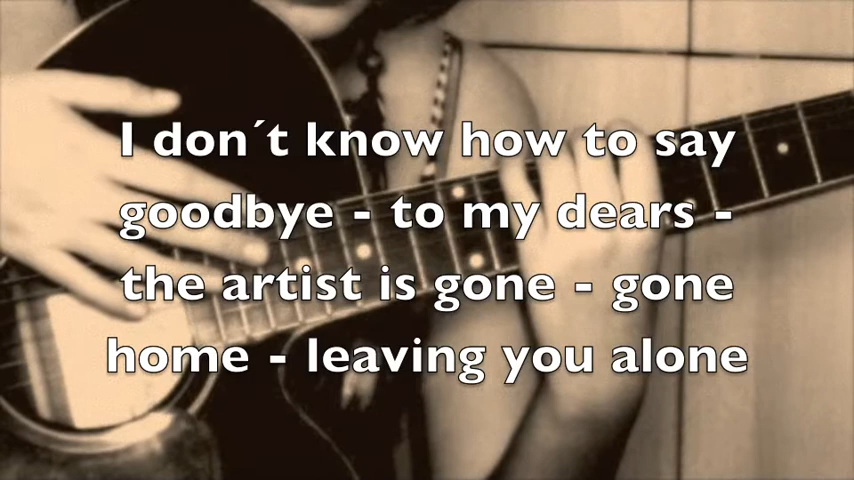 I don´t know how to say
goodbye - to my dears -
the artist is gone - gone
home - leaving you alone